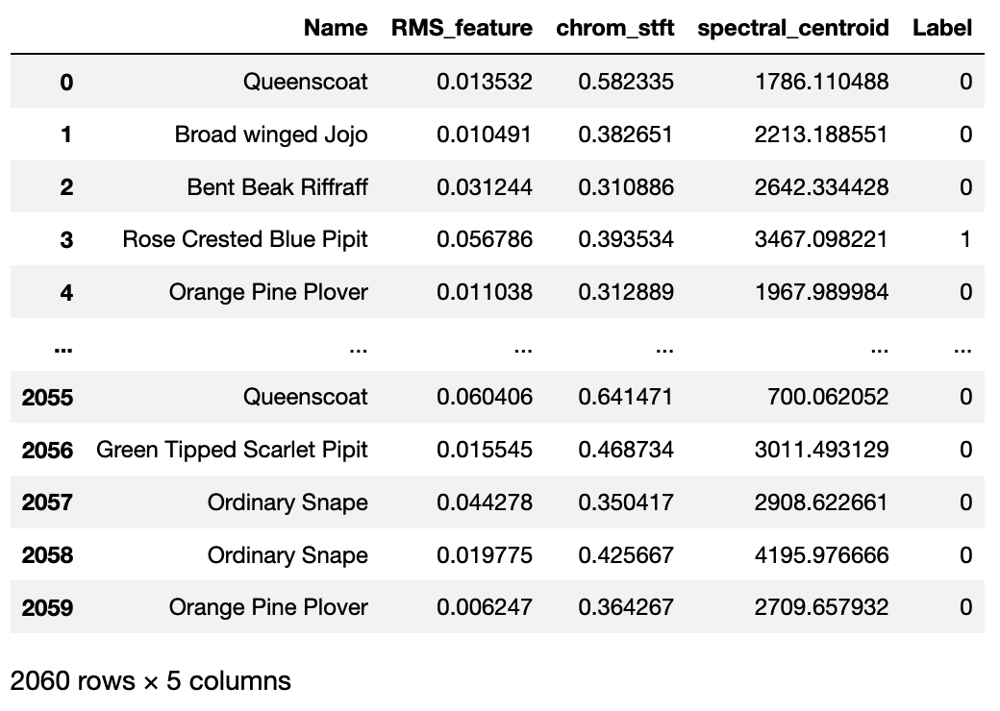 Name RMS_feature chrom_stft spectral_centroid Label
0 Queenscoat 0.013532 0.582335 1786.110488 0
1 Broad winged Jojo 0.010491 0.382651 2213.188551 0
2 Bent Beak Riffraff 0.031244 0.310886 2642.334428 0
3 Rose Crested Blue Pipit 0.056786 0.393534 3467.098221 1
4 Orange Pine Plover 0.011038 0.312889 1967.989984 0
... ... ... ... ... ...
2055 Queenscoat 0.060406 0.641471 700.062052 0
2056 Green Tipped Scarlet Pipit 0.015545 0.468734 3011.493129 0
2057 Ordinary Snape 0.044278 0.350417 2908.622661 0
2058 Ordinary Snape 0.019775 0.425667 4195.976666 0
2059 Orange Pine Plover 0.006247 0.364267 2709.657932 0
2060 rows × 5 columns